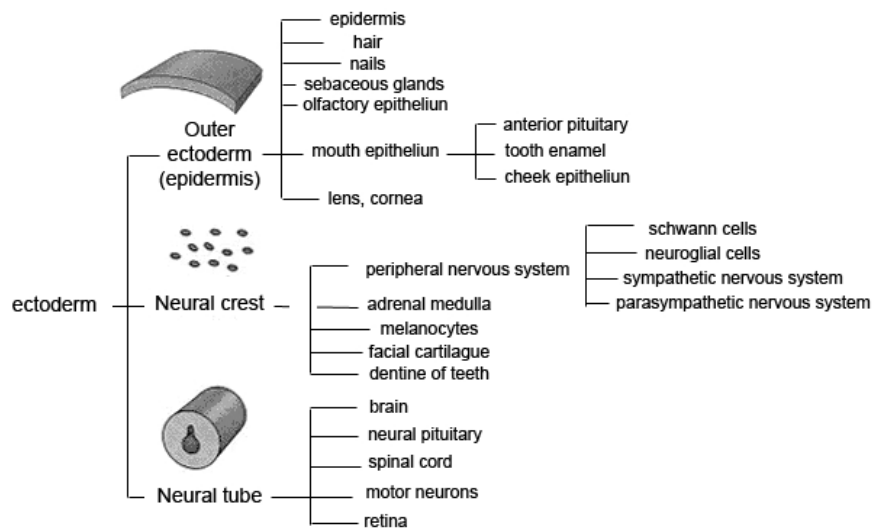 epidermis
hair
nails
sebaceous glands
olfactory epitheliun
Outer
ectoderm
(epidermis)
mouth epitheliun
anterior pituitary
tooth enamel
cheek epitheliun
lens, cornea
ectoderm
Neural crest
peripheral nervous system
schwann cells
neuroglial cells
sympathetic nervous system
parasympathetic nervous system
adrenal medulla
melanocytes
facial cartilague
dentine of teeth
Neural tube
brain
neural pituitary
spinal cord
motor neurons
retina